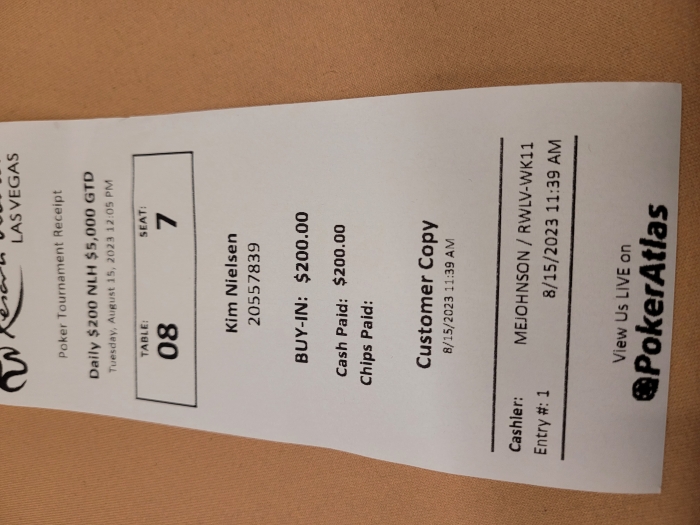 LAS VEGAS
Poker Tournament Receipt
Daily $200 NLH $5,000 GTD
Tuesday, August 15, 2023 12:05 PM
TABLE: SEAT:
08 7
Kim Nielsen
20557839
BUY-IN: $200.00
Cash Paid: $200.00
Chips Paid:
Customer Copy
8/15/2023 11:39 AM
Cashier: MEJOHNSON / RWLV-WK11
Entry #: 1 8/15/2023 11:39 AM
View Us LIVE on
PokerAtlas